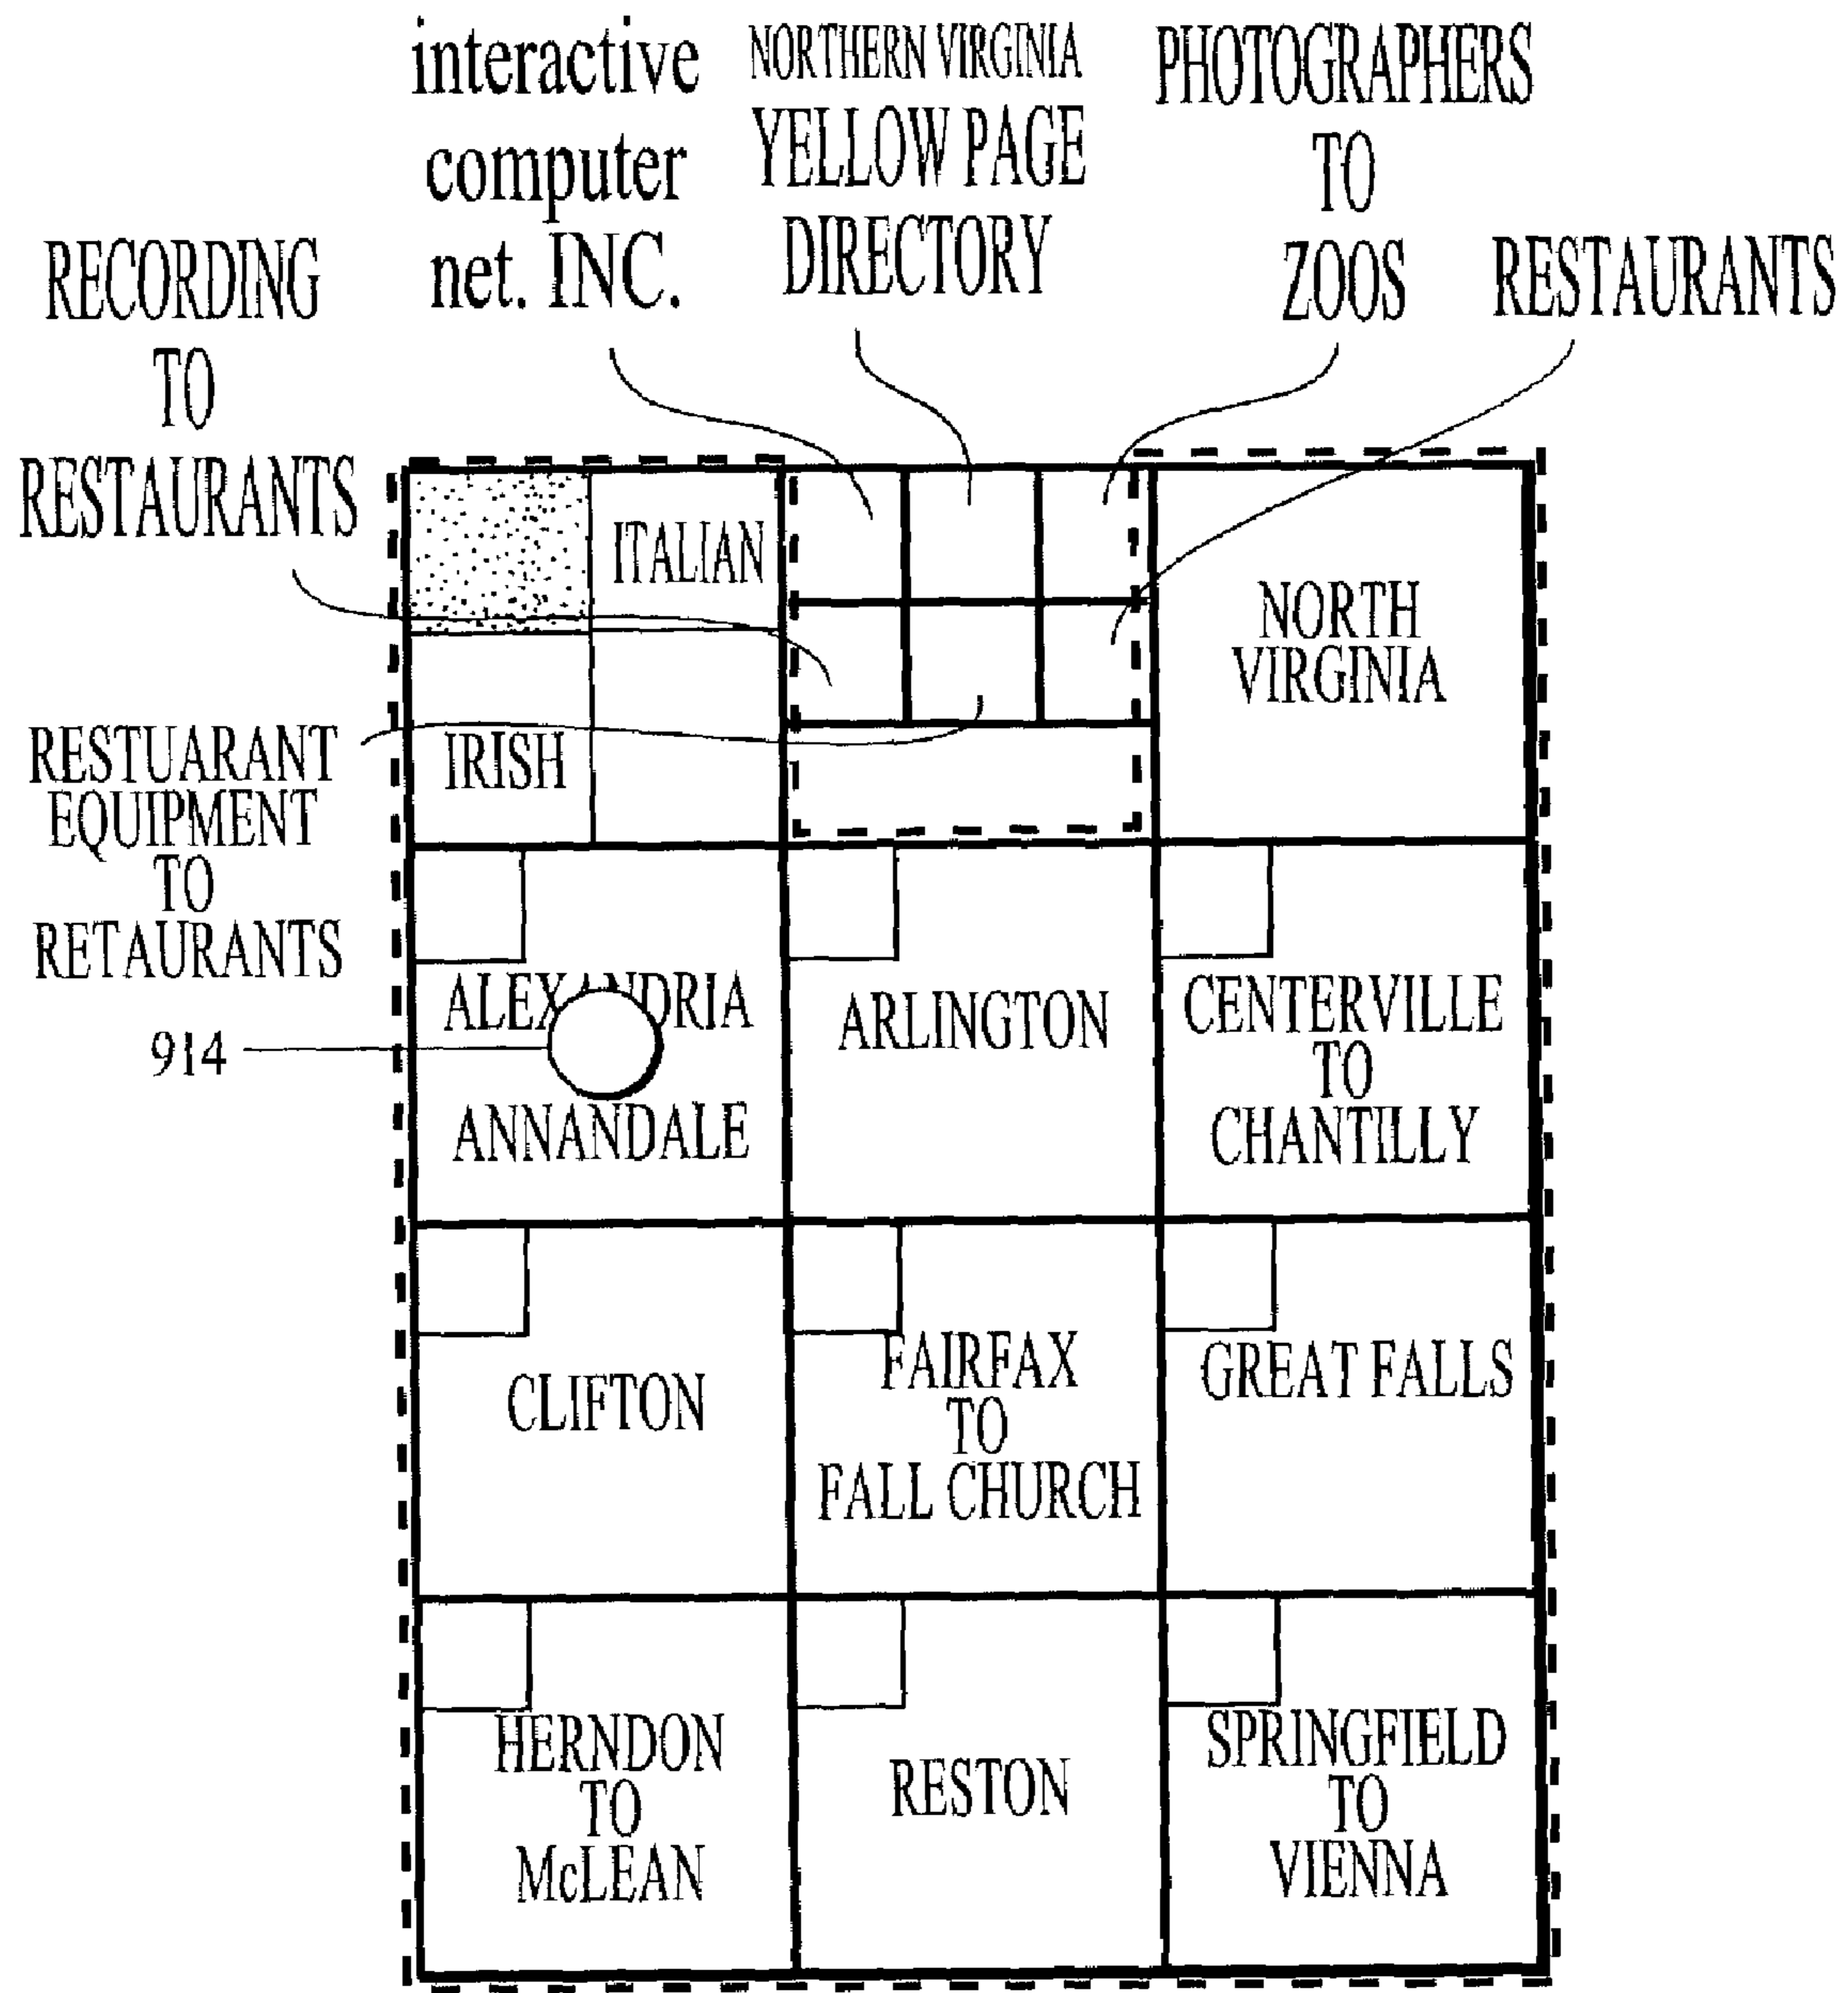 interactive
computer
net. INC.
NORTHERN VIRGINIA
YELLOW PAGE
DIRECTORY
PHOTOGRAPHERS
TO
ZOOS
RESTAURANTS
RECORDING
TO
RESTAURANTS
RESTUARANT
EQUIPMENT
TO
RETAURANTS
914
ITALIAN
IRISH
NORTH
VIRGINIA
ALEXANDRIA
ANNANDALE
ARLINGTON
CENTERVILLE
TO
CHANTILLY
CLIFTON
FAIRFAX
TO
FALL CHURCH
GREAT FALLS
HERNDON
TO
McLEAN
RESTON
SPRINGFIELD
TO
VIENNA